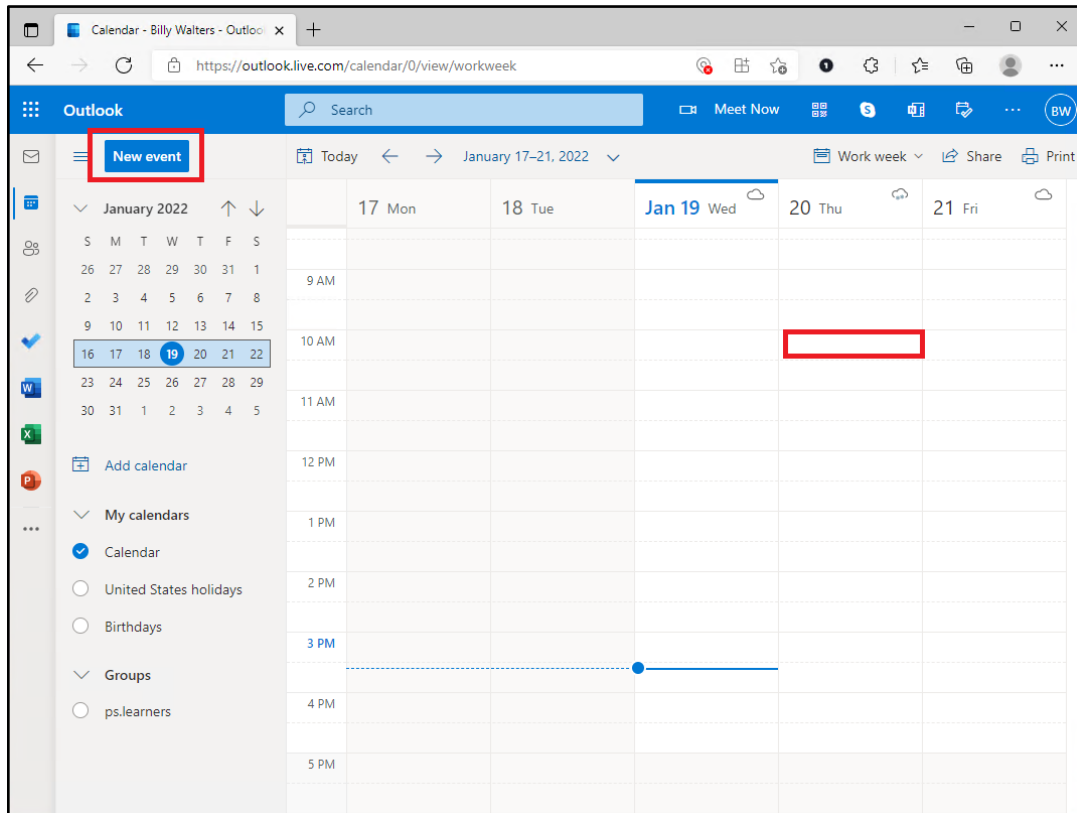 Calendar - Billy Walters - Outloo
https://outlook.live.com/calendar/0/view/workweek
Outlook
Search
Meet Now
BW
New event
Today
January 17–21, 2022
Work week
Share
Print
January 2022
S M T W T F S
26 27 28 29 30 31 1
2 3 4 5 6 7 8
9 10 11 12 13 14 15
16 17 18 19 20 21 22
23 24 25 26 27 28 29
30 31 1 2 3 4 5
Add calendar
My calendars
Calendar
United States holidays
Birthdays
Groups
ps.learners
17 Mon
18 Tue
Jan 19 Wed
20 Thu
21 Fri
9 AM
10 AM
11 AM
12 PM
1 PM
2 PM
3 PM
4 PM
5 PM